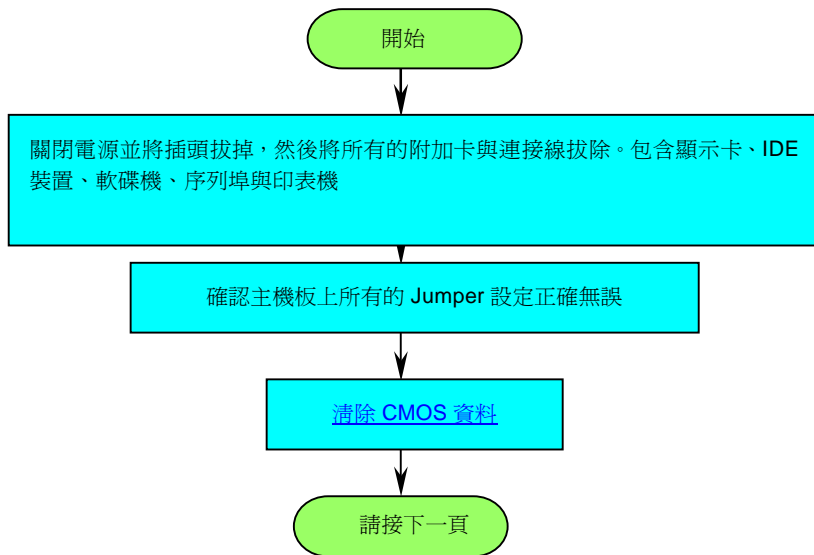 開始
關閉電源並將插頭拔掉，然後將所有的附加卡與連接線拔除。包含顯示卡、IDE
裝置、軟碟機、序列埠與印表機
確認主機板上所有的 Jumper 設定正確無誤
清除 CMOS 資料
請接下一頁